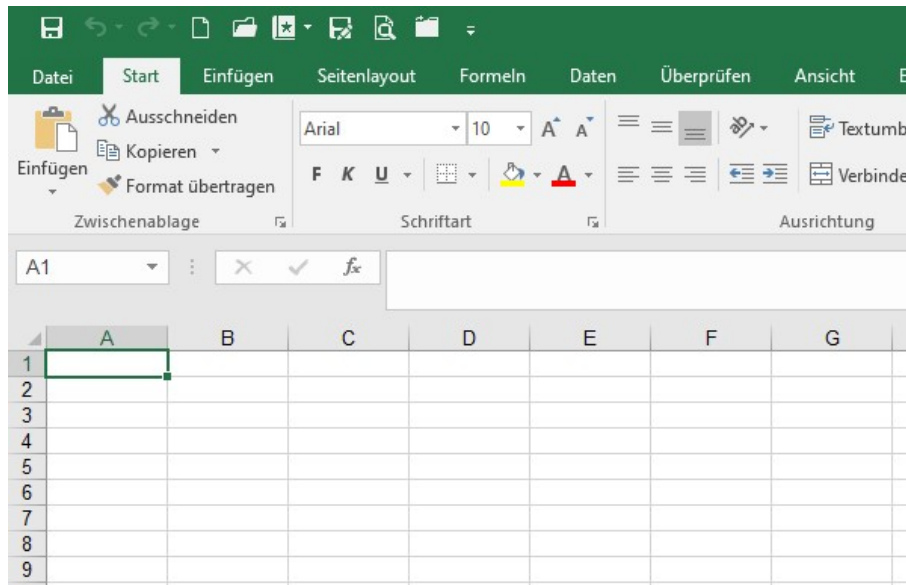 Datei Start Einfügen Seitenlayout Formeln Daten Überprüfen Ansicht
Einfügen
Ausschneiden
Kopieren
Format übertragen
Zwischenablage
Arial 10 A A
F K U A
Schriftart
Textumb
Verbinde
Ausrichtung
A1 fx
A B C D E F G
1
2
3
4
5
6
7
8
9